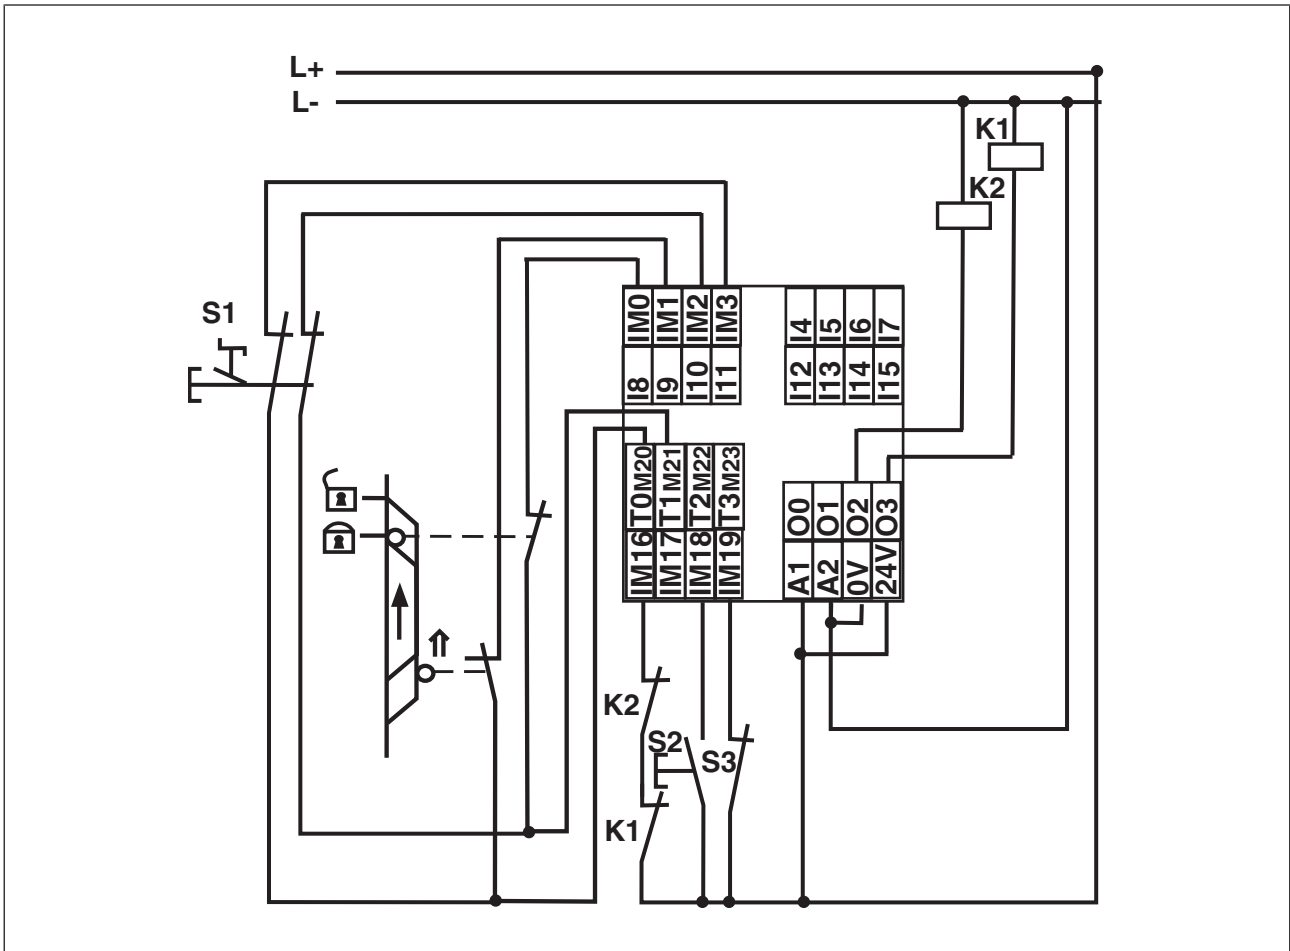 L+
L-
K1
K2
S1
IM0 IM1 IM2 IM3
I4 I5 I6 I7
I8 I9 I10 I11
I12 I13 I14 I15
T0M20 T1M21 T2M22 T3M23
IM16 IM17 IM18 IM19
O0 O1 O2 O3
A1 A2 0V 24V
K2
S2
S3
K1